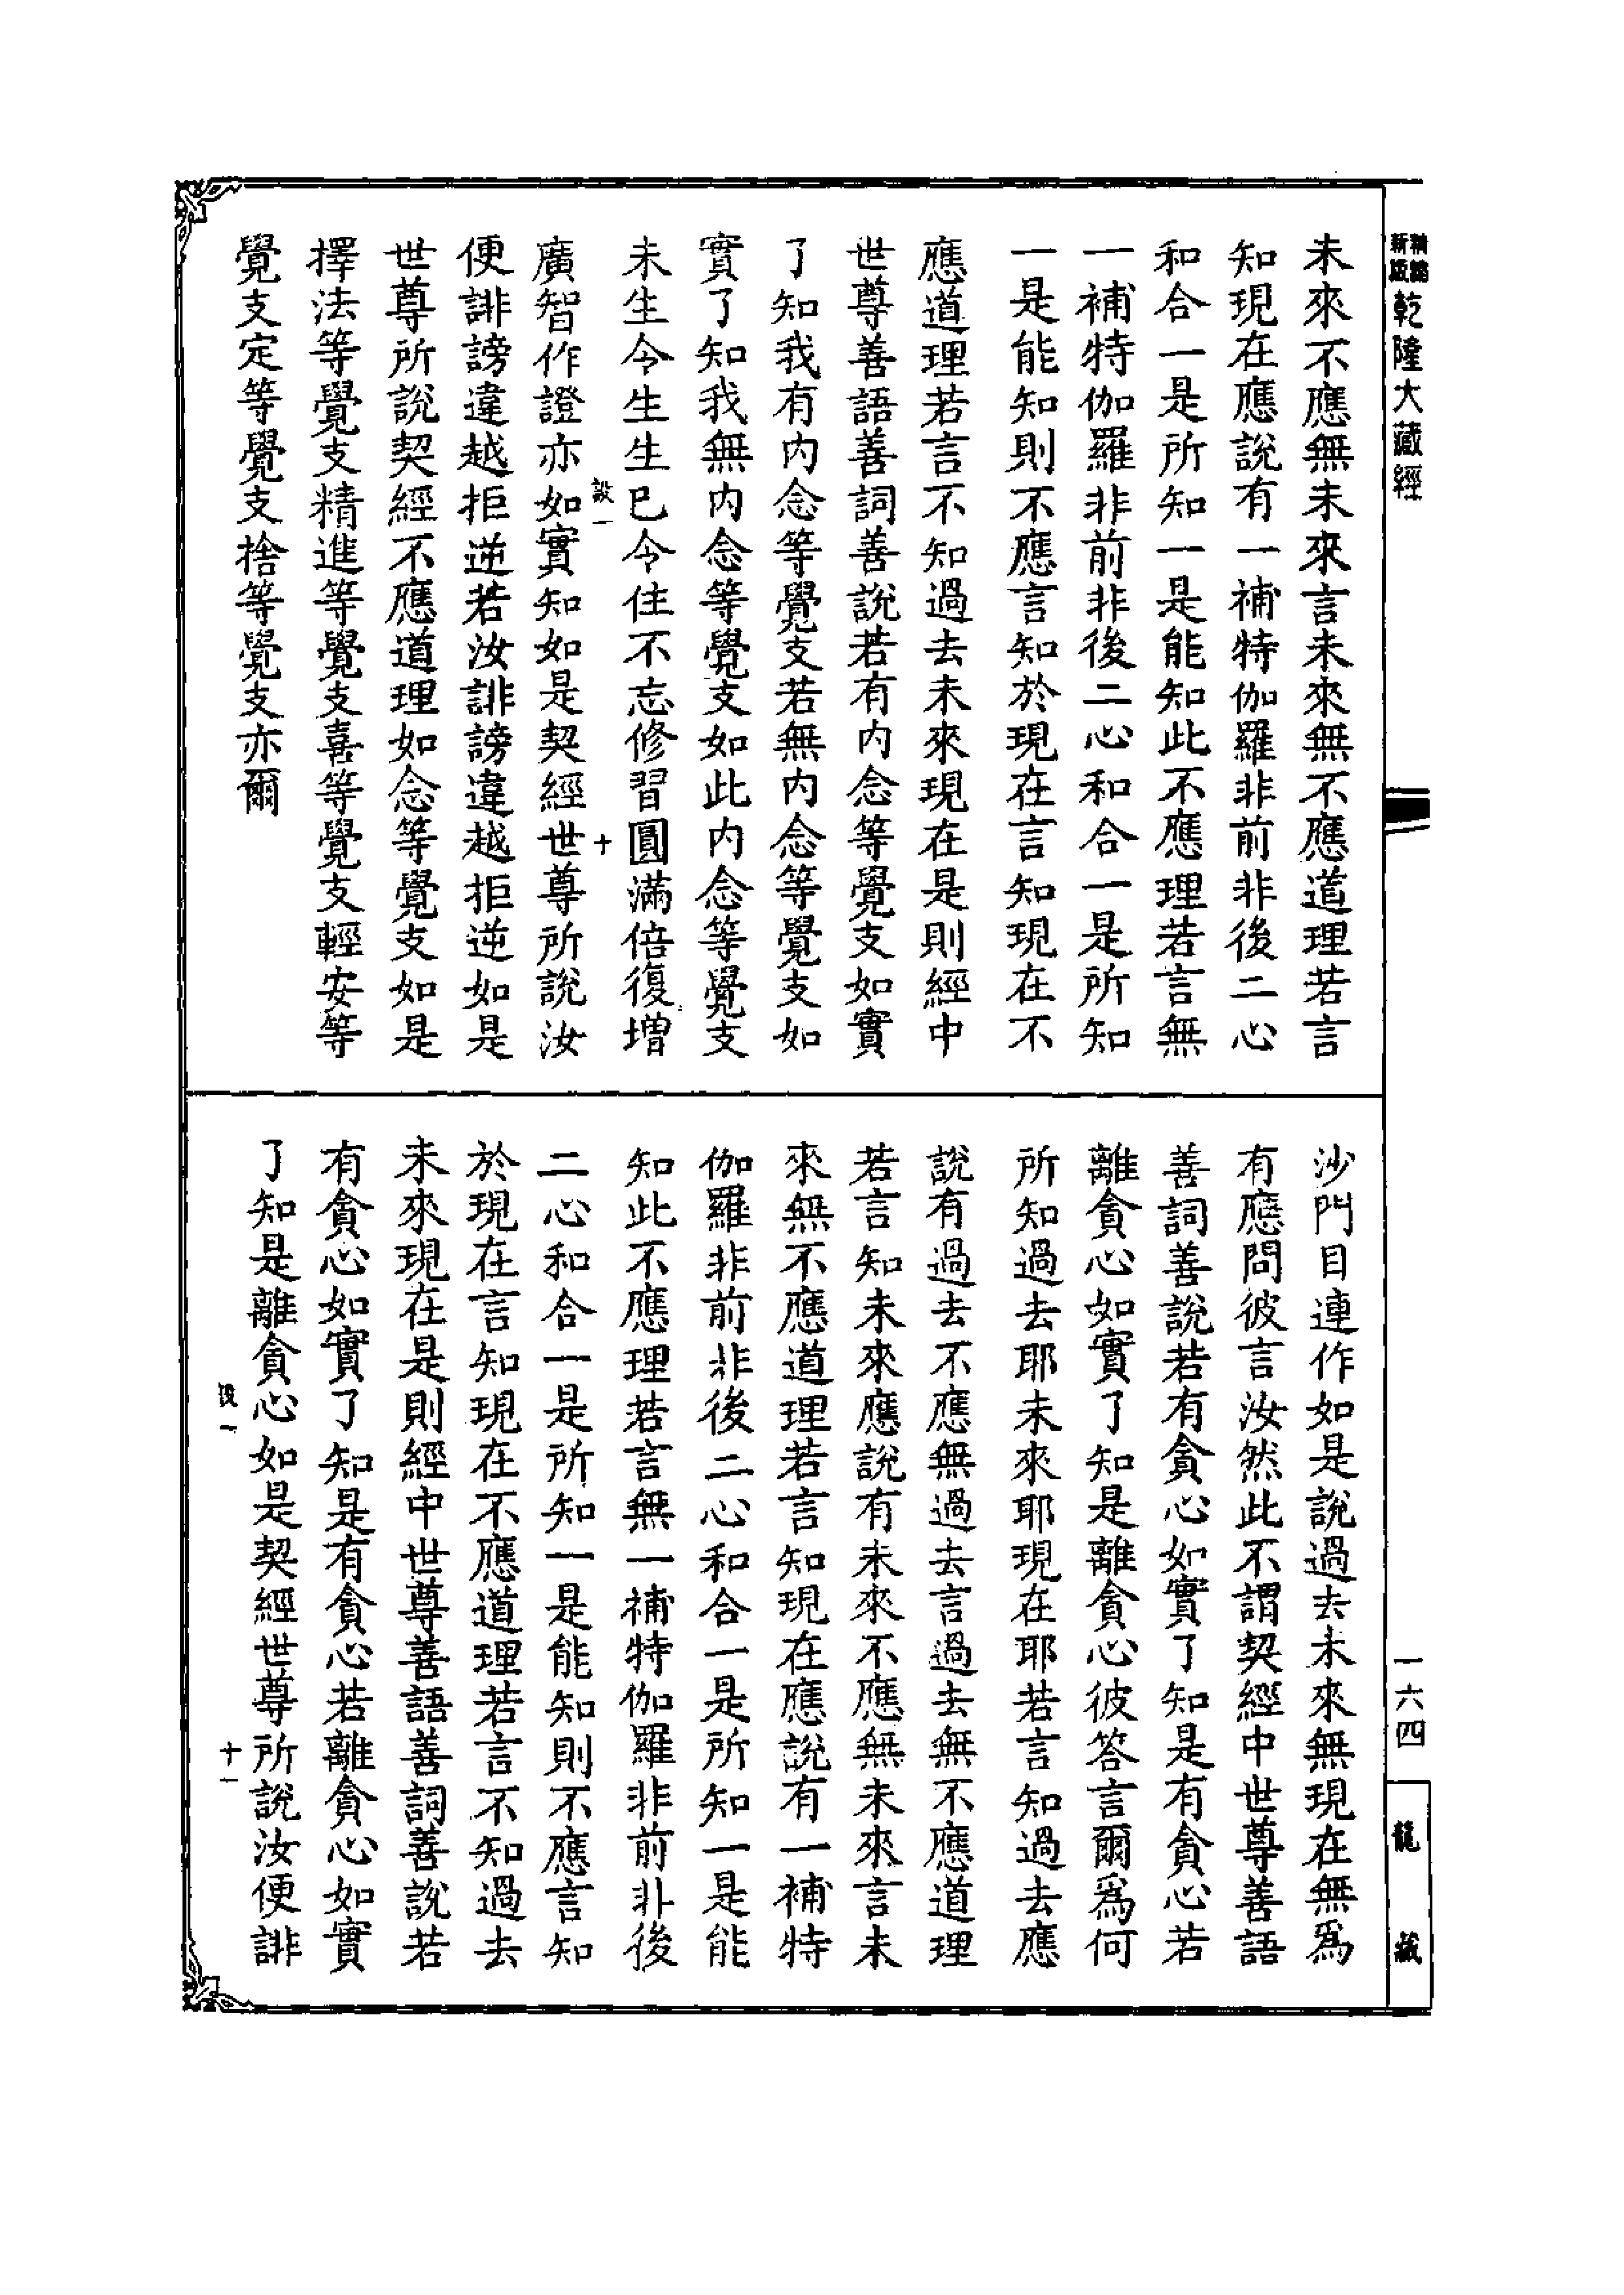 新版
精縮
乾隆大藏經
一六四
龍藏
未來不應無未來言未來無不應道理若言
知現在應說有一補特伽羅非前非後二心
和合一是所知一是能知此不應理若言無
一補特伽羅非前非後二心和合一是所知
一是能知則不應言知於現在言知現在不
應道理若言不知過去未來現在是則經中
世尊善語善詞善說若有內念等覺支如實
了知我有內念等覺支若無內念等覺支如
實了知我無內念等覺支如此內念等覺支
未生令生生已令住不忘修習圓滿倍復增
設一
十
廣智作證亦如實知如是契經世尊所說汝
便誹謗違越拒逆若汝誹謗違越拒逆如是
世尊所說契經不應道理如念等覺支如是
擇法等覺支精進等覺支喜等覺支輕安等
覺支定等覺支捨等覺支亦爾
沙門目連作如是說過去未來無現在無為
有應問彼言汝然此不謂契經中世尊善語
善詞善說若有貪心如實了知是有貪心若
離貪心如實了知是離貪心彼答言爾為何
所知過去耶未來耶現在耶若言知過去應
說有過去不應無過去言過去無不應道理
若言知未來應說有未來不應無未來言未
來無不應道理若言知現在應說有一補特
伽羅非前非後二心和合一是所知一是能
知此不應理若言無一補特伽羅非前非後
二心和合一是所知一是能知則不應言知
於現在言知現在不應道理若言不知過去
未來現在是則經中世尊善語善詞善說若
有貪心如實了知是有貪心若離貪心如實
了知是離貪心如是契經世尊所說汝便誹
設一
十一